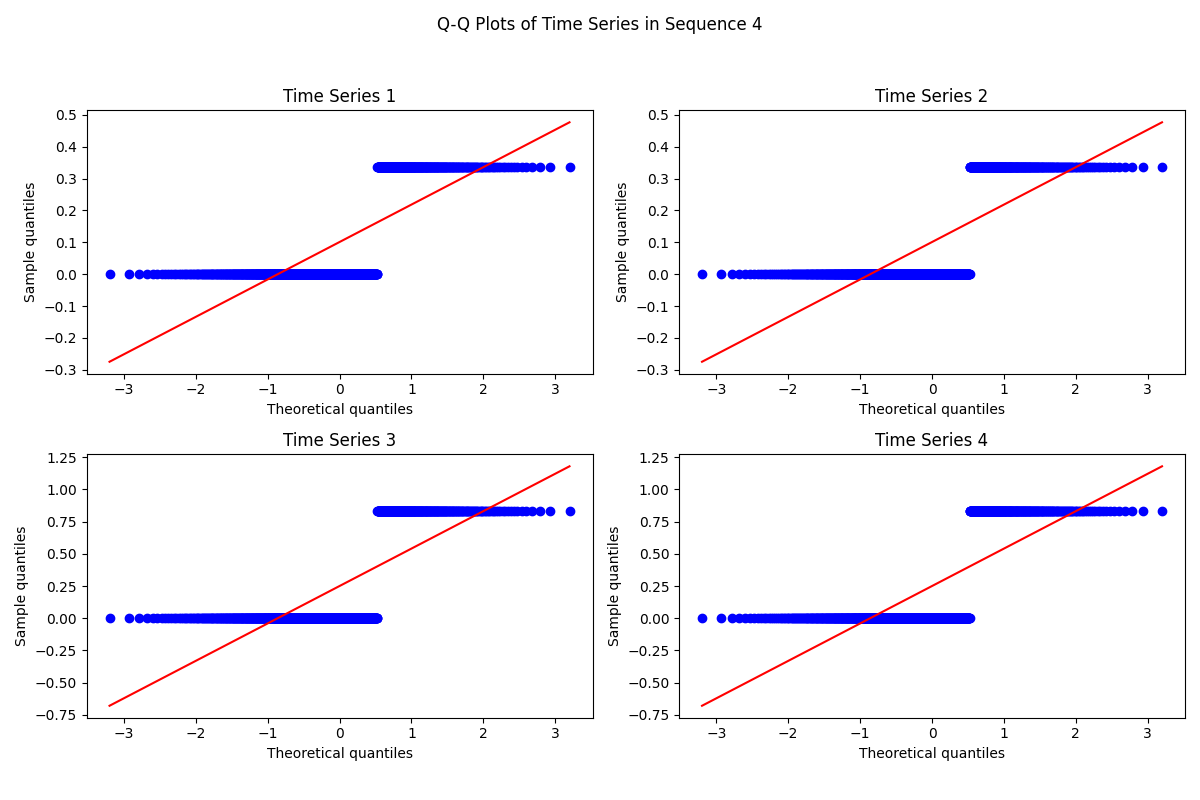 Q-Q Plots of Time Series in Sequence 4
Time Series 1
0.5
0.4
0.3
0.2
0.1
0.0
−0.1
−0.2
−0.3
Sample quantiles
−3 −2 −1 0 1 2 3
Theoretical quantiles
Time Series 2
0.5
0.4
0.3
0.2
0.1
0.0
−0.1
−0.2
−0.3
Sample quantiles
−3 −2 −1 0 1 2 3
Theoretical quantiles
Time Series 3
1.25
1.00
0.75
0.50
0.25
0.00
−0.25
−0.50
−0.75
Sample quantiles
−3 −2 −1 0 1 2 3
Theoretical quantiles
Time Series 4
1.25
1.00
0.75
0.50
0.25
0.00
−0.25
−0.50
−0.75
Sample quantiles
−3 −2 −1 0 1 2 3
Theoretical quantiles